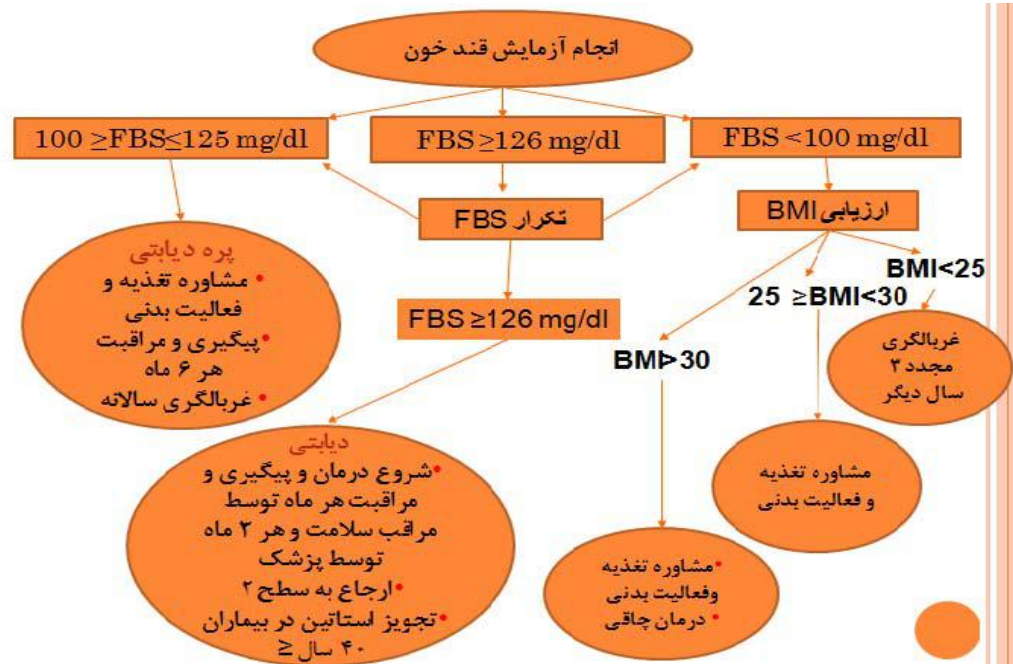 انجام آزمایش قند خون
100 ≥FBS≤125 mg/dl
FBS ≥126 mg/dl
FBS <100 mg/dl
تکرار FBS
ارزیابی BMI
FBS ≥126 mg/dl
BMI<25
25 ≥BMI<30
BMI>30
پره دیابتی
•مشاوره تغذیه و
فعالیت بدنی
•پیگیری و مراقبت
هر ۶ ماه
•غربالگری سالانه
دیابتی
•شروع درمان و پیگیری و
مراقبت هر ماه توسط
مراقب سلامت و هر ۳ ماه
توسط پزشک
•ارجاع به سطح ۲
•تجویز استاتین در بیماران
۴۰ سال ≤
•مشاوره تغذیه
وفعالیت بدنی
•درمان چاقی
مشاوره تغذیه
و فعالیت بدنی
غربالگری
مجدد ۳
سال دیگر